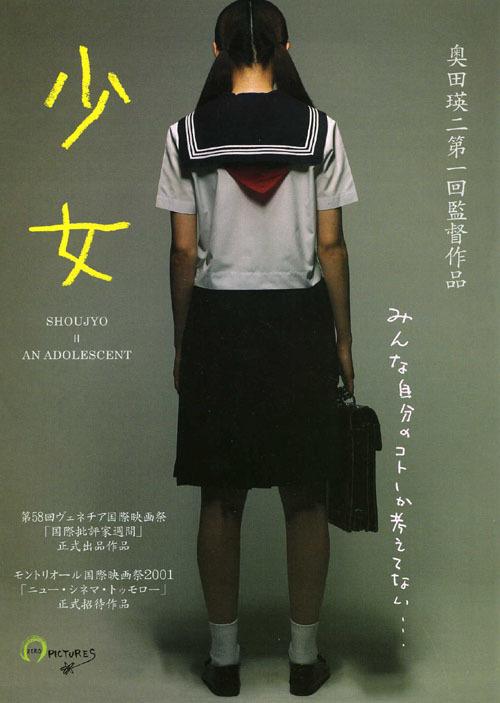 少女
SHOUJYO
=
AN ADOLESCENT
奥田瑛二第一回監督作品
みんな自分のコトしか考えてない…
第58回ヴェネチア国際映画祭
「国際批評家週間」
正式出品作品
モントリオール国際映画祭2001
「ニュー・シネマ・トゥモロー」
正式招待作品
ZERO PICTURES